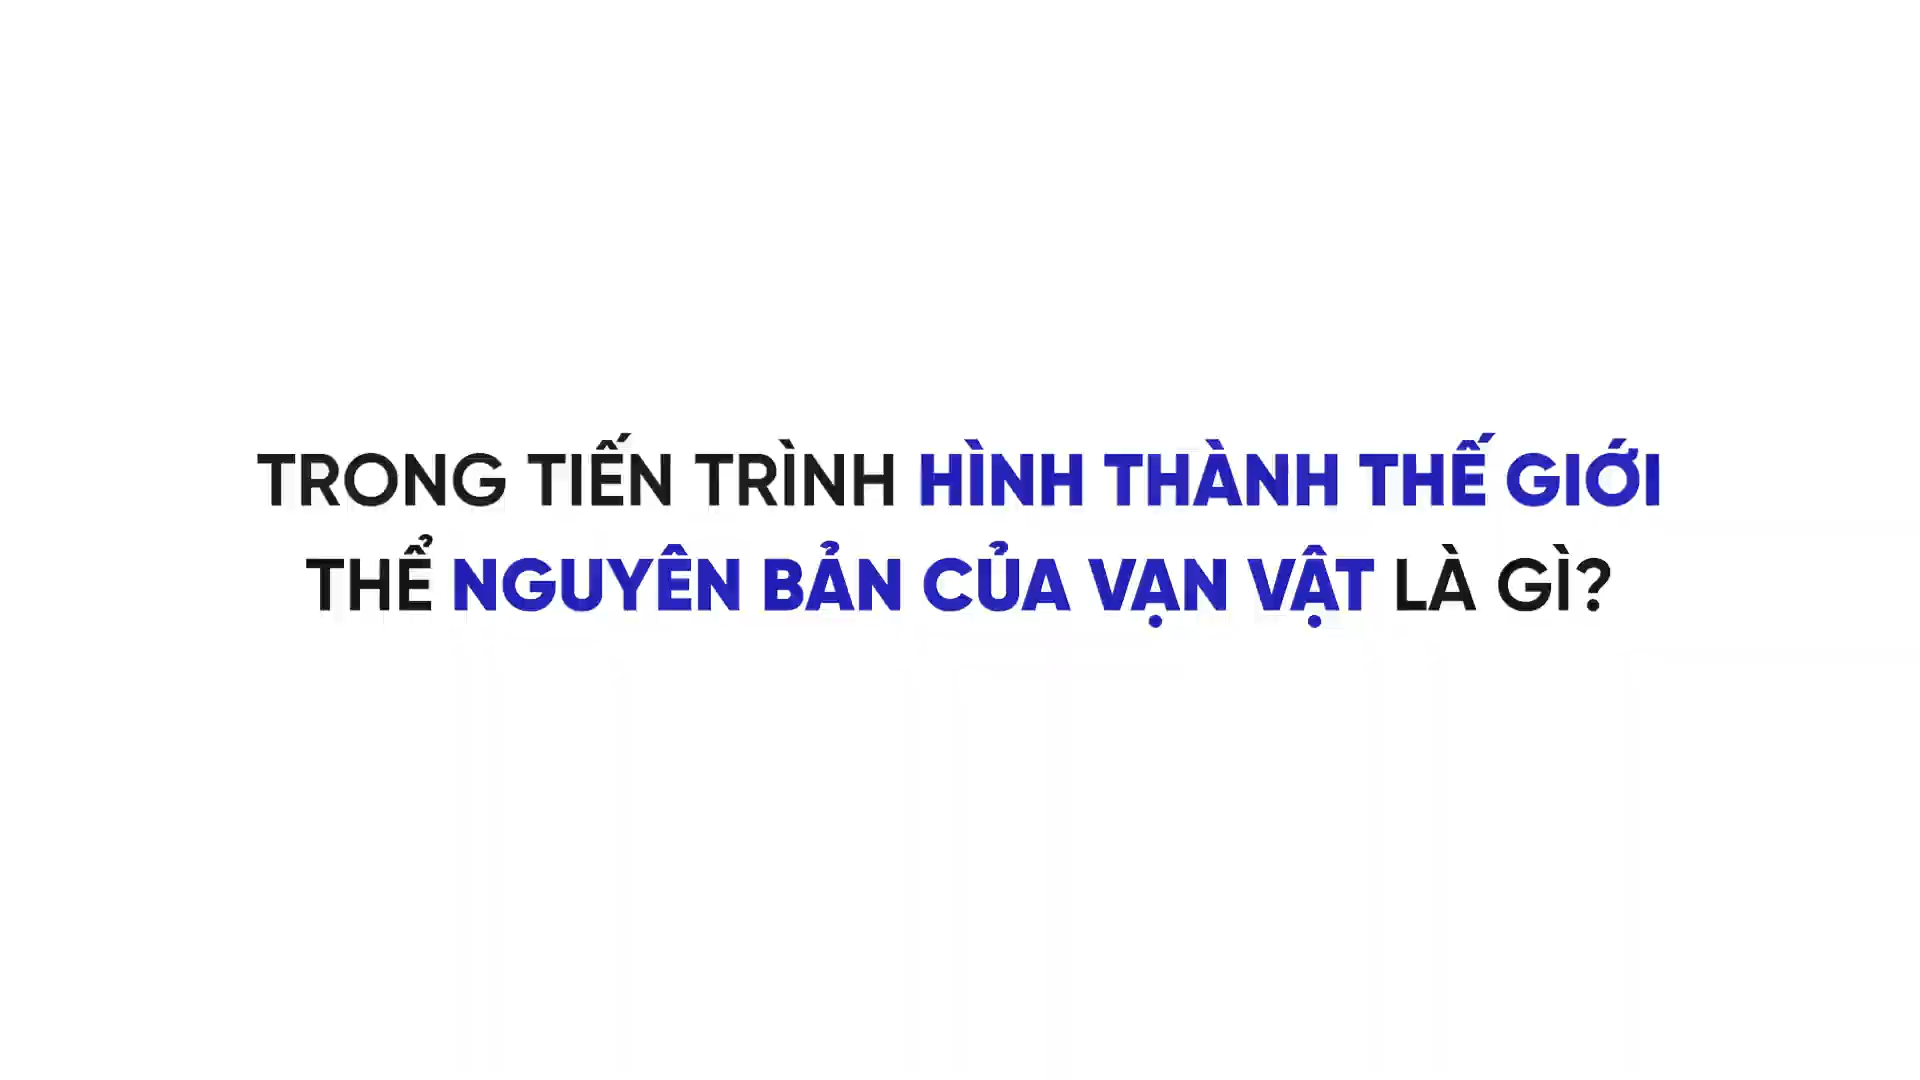 TRONG TIẾN TRÌNH HÌNH THÀNH THẾ GIỚI
THỂ NGUYÊN BẢN CỦA VẠN VẬT LÀ GÌ?